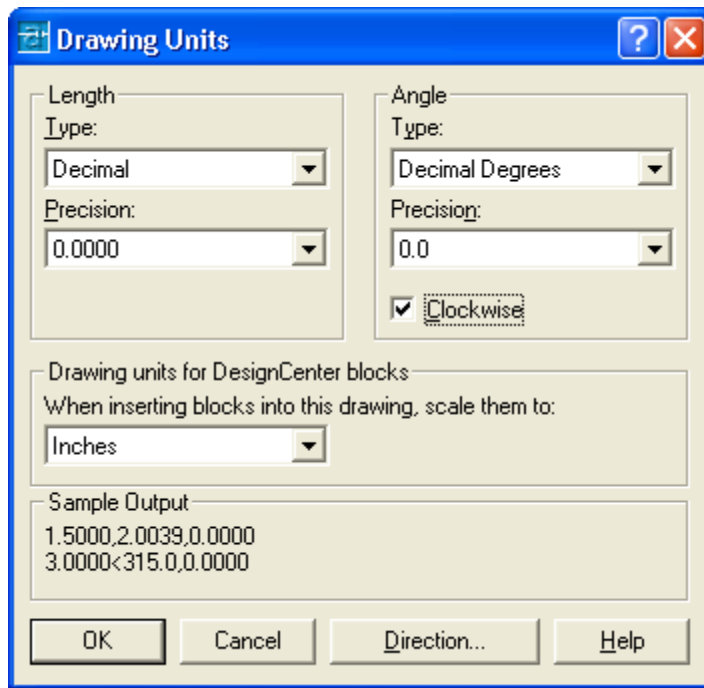 Drawing Units
Length
Type:
Decimal
Precision:
0.0000
Angle
Type:
Decimal Degrees
Precision:
0.0
Clockwise
Drawing units for DesignCenter blocks
When inserting blocks into this drawing, scale them to:
Inches
Sample Output
1.5000,2.0039,0.0000
3.0000<315.0,0.0000
OK
Cancel
Direction...
Help